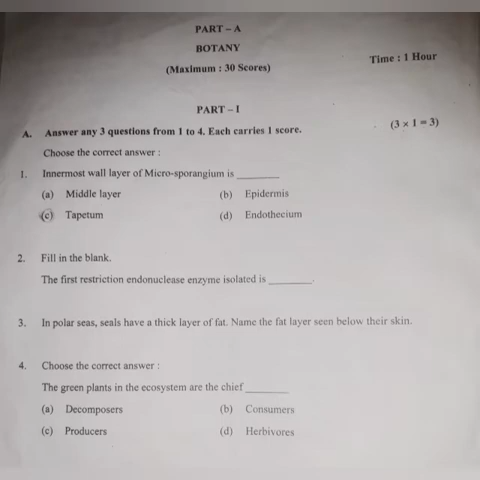 PART – A
BOTANY
(Maximum : 30 Scores)
Time : 1 Hour
PART – I
A. Answer any 3 questions from 1 to 4. Each carries 1 score. (3 × 1 = 3)
Choose the correct answer :
1. Innermost wall layer of Micro-sporangium is ________
(a) Middle layer (b) Epidermis
(c) Tapetum (d) Endothecium
2. Fill in the blank.
The first restriction endonuclease enzyme isolated is ________.
3. In polar seas, seals have a thick layer of fat. Name the fat layer seen below their skin.
4. Choose the correct answer :
The green plants in the ecosystem are the chief ________
(a) Decomposers (b) Consumers
(c) Producers (d) Herbivores